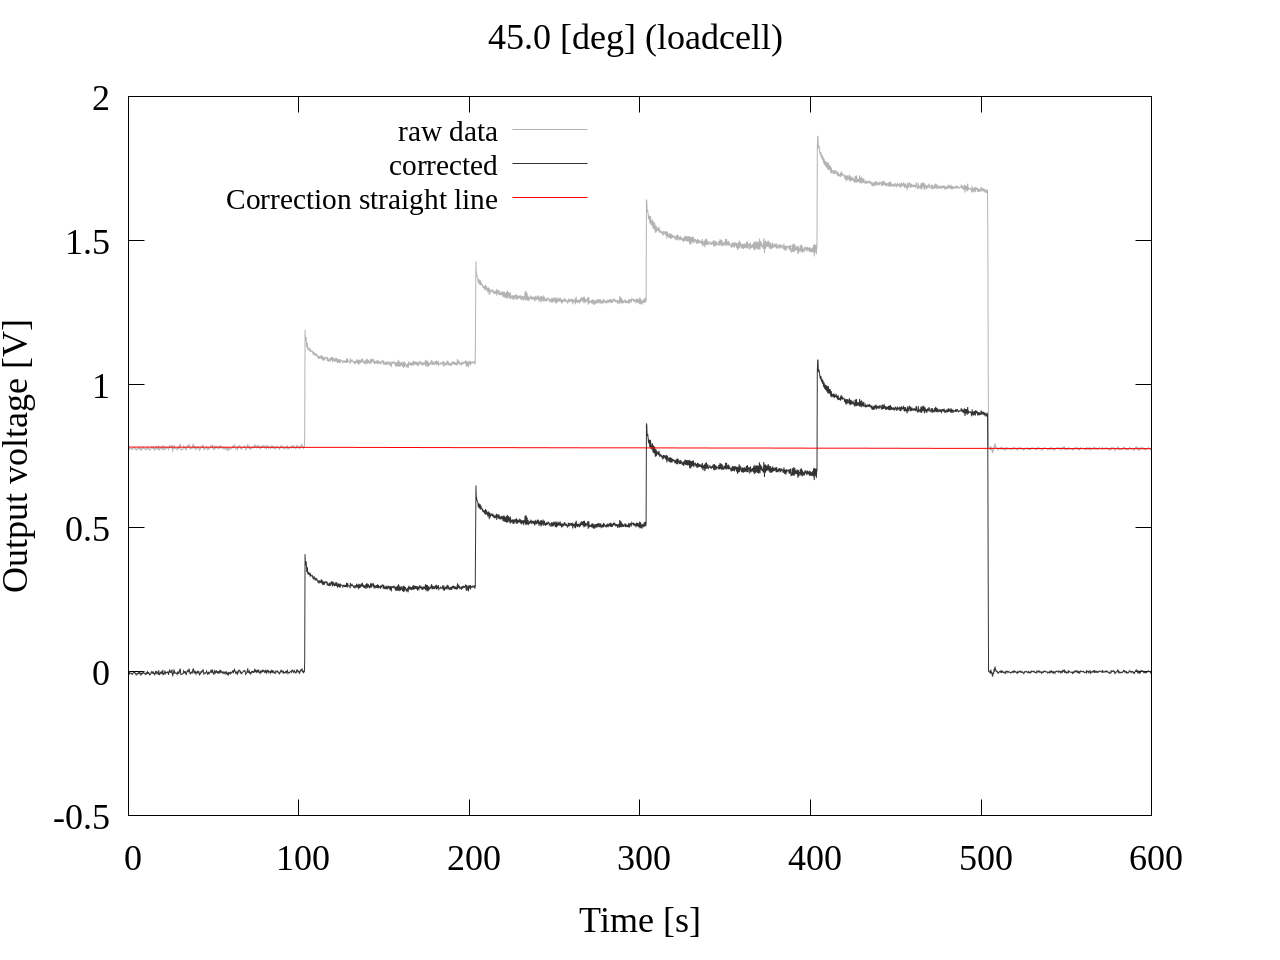 45.0 [deg] (loadcell)
2
1.5
1
0.5
0
-0.5
raw data
corrected
Correction straight line
Output voltage [V]
0 100 200 300 400 500 600
Time [s]